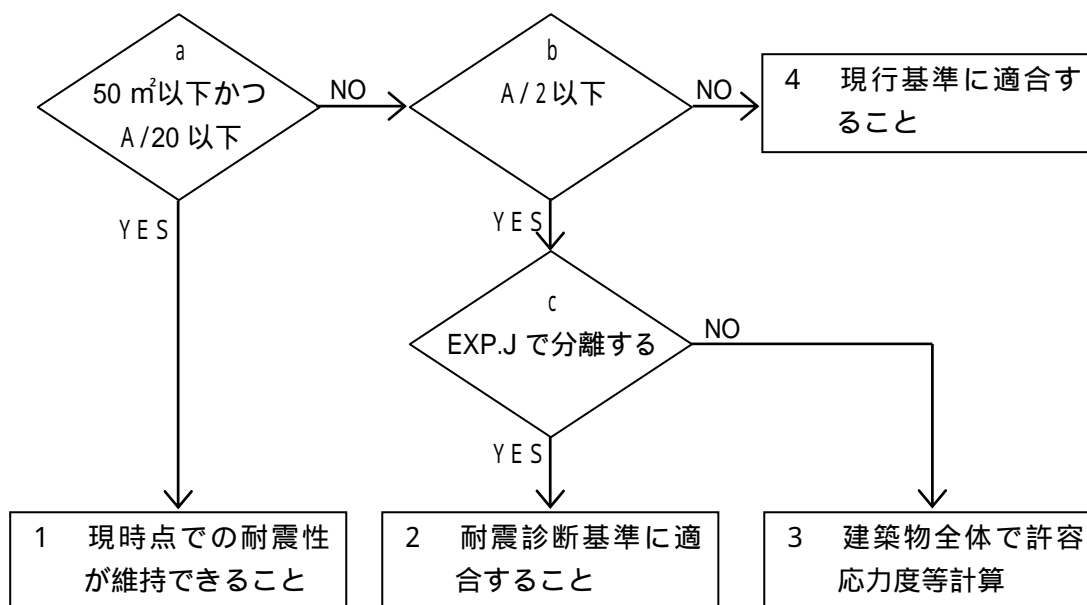 a
50 ㎡以下かつ
A/20 以下
NO
b
A/2以下
NO
4 現行基準に適合す
ること
YES
YES
c
EXP.J で分離する
NO
YES
1 現時点での耐震性
が維持できること
2 耐震診断基準に適
合すること
3 建築物全体で許容
応力度等計算